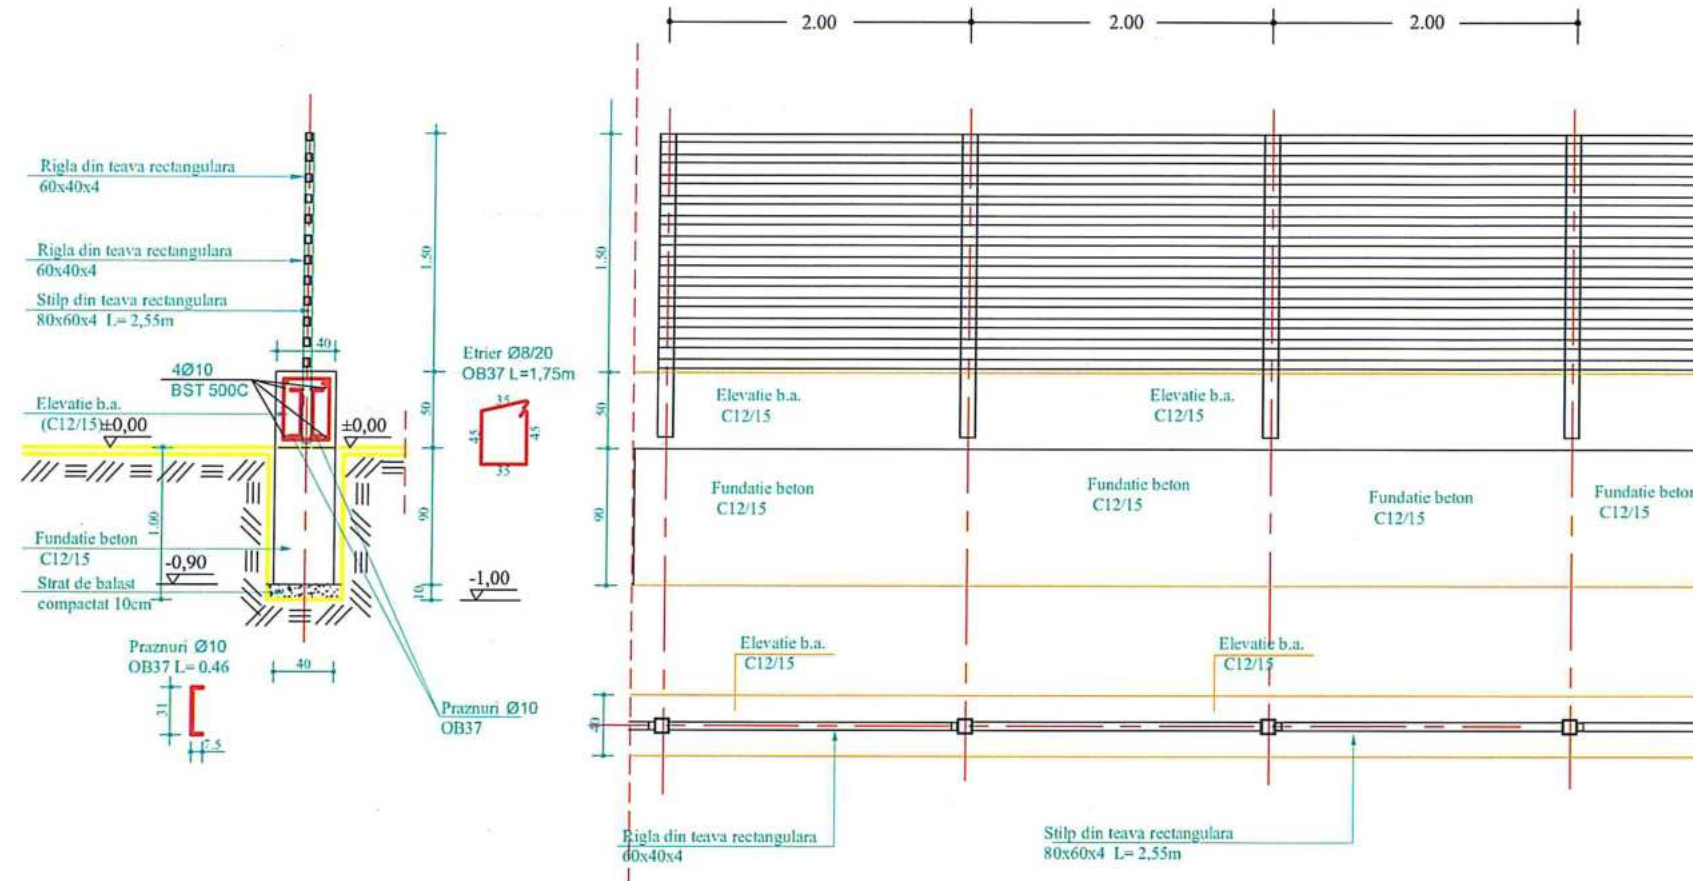 2.00
2.00
2.00
Rigla din teava rectangulara
60x40x4
Rigla din teava rectangulara
60x40x4
Stilp din teava rectangulara
80x60x4 L= 2,55m
40
1,50
1,50
4Ø10
BST 500C
Elevatie b.a.
(C12/15)
±0,00
±0,00
Etrier Ø8/20
OB37 L=1,75m
35
45
45
35
50
50
Elevatie b.a.
C12/15
Elevatie b.a.
C12/15
1.00
90
90
Fundatie beton
C12/15
-0,90
Strat de balast
compactat 10cm
10
-1,00
Fundatie beton
C12/15
Fundatie beton
C12/15
Fundatie beton
C12/15
Fundatie beton
C12/15
Praznuri Ø10
OB37 L= 0,46
31
7.5
40
Praznuri Ø10
OB37
Elevatie b.a.
C12/15
Elevatie b.a.
C12/15
40
Rigla din teava rectangulara
60x40x4
Stilp din teava rectangulara
80x60x4 L= 2,55m